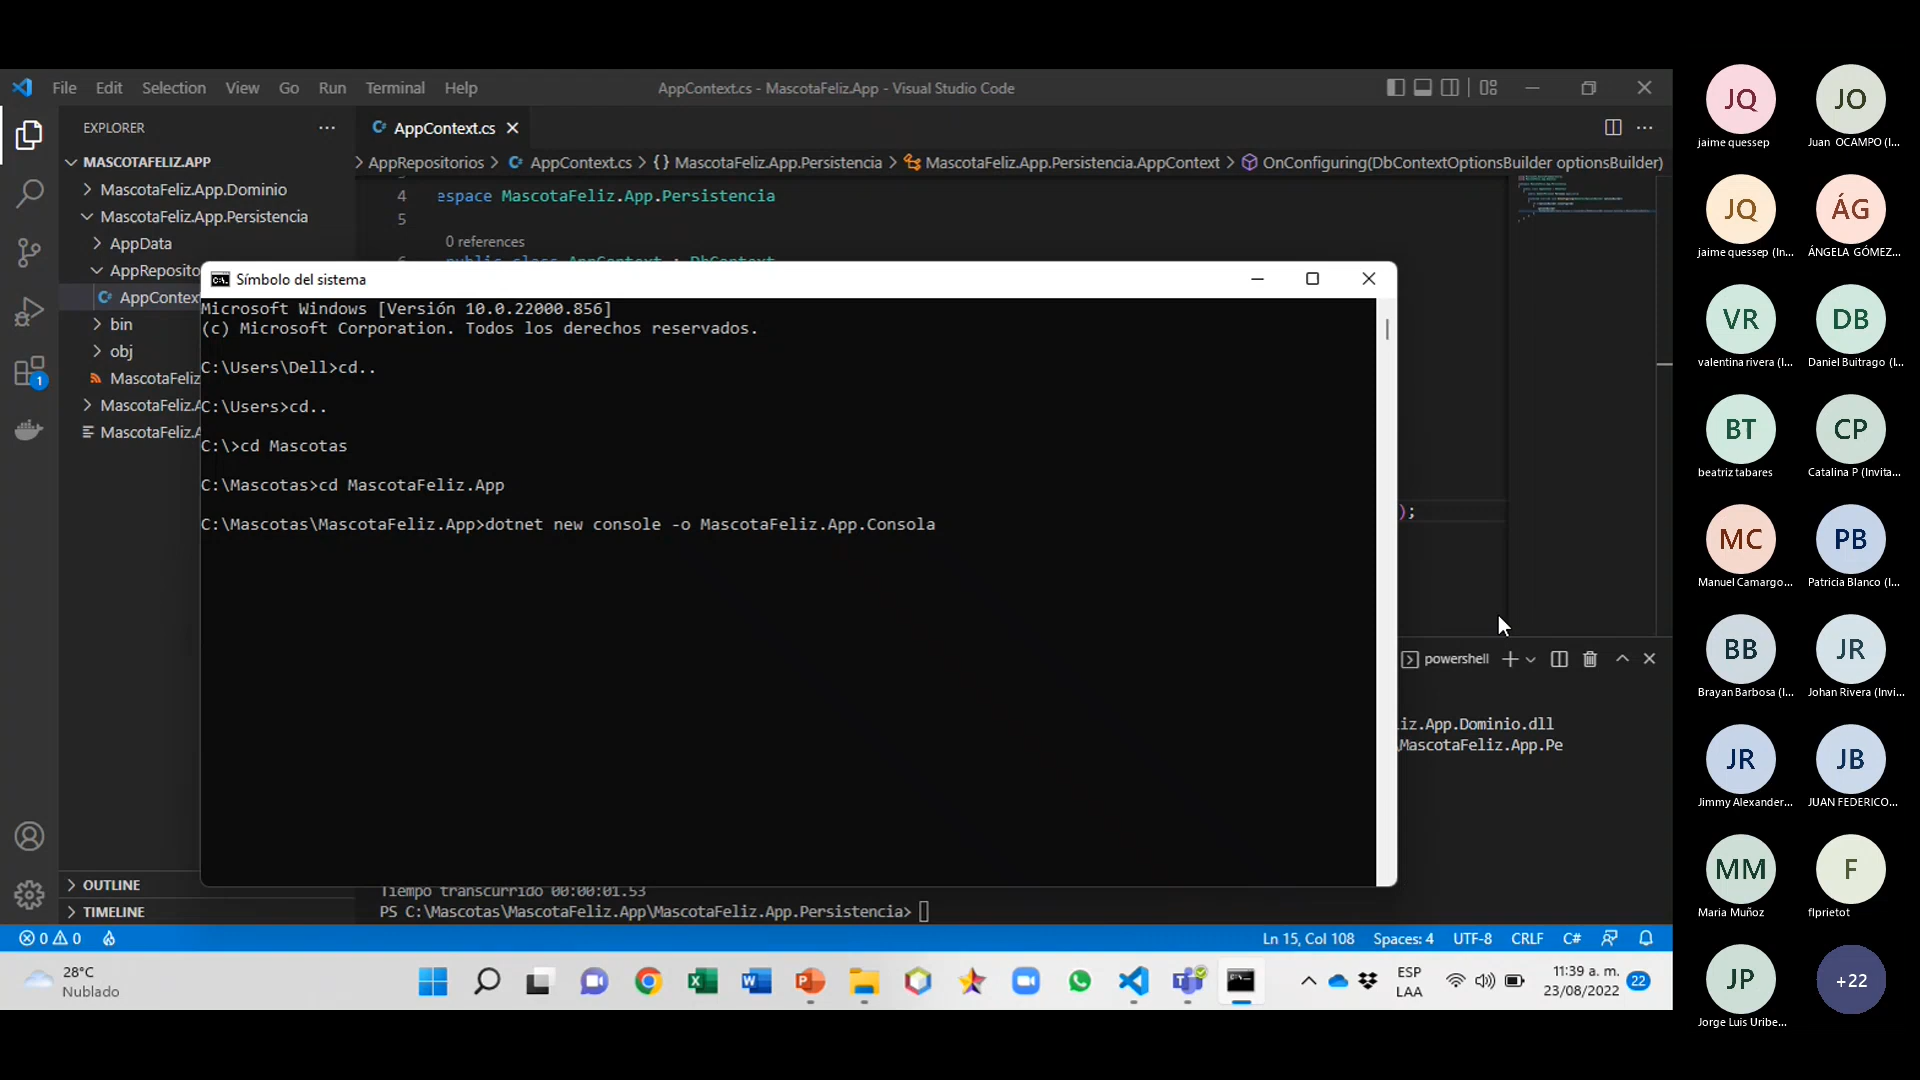 File Edit Selection View Go Run Terminal Help
AppContext.cs - MascotaFeliz.App - Visual Studio Code
EXPLORER
AppContext.cs
MASCOTAFELIZ.APP
AppRepositorios > AppContext.cs > {} MascotaFeliz.App.Persistencia > MascotaFeliz.App.Persistencia.AppContext > OnConfiguring(DbContextOptionsBuilder optionsBuilder)
MascotaFeliz.App.Dominio
MascotaFeliz.App.Persistencia
AppData
AppReposito
AppContex
bin
obj
MascotaFeliz
MascotaFeliz.A
MascotaFeliz.A
OUTLINE
TIMELINE
4 espace MascotaFeliz.App.Persistencia
5
0 references
6 public class AppContext : DbContext
);
Símbolo del sistema
Microsoft Windows [Versión 10.0.22000.856]
(c) Microsoft Corporation. Todos los derechos reservados.
C:\Users\Dell>cd..
C:\Users>cd..
C:\>cd Mascotas
C:\Mascotas>cd MascotaFeliz.App
C:\Mascotas\MascotaFeliz.App>dotnet new console -o MascotaFeliz.App.Consola
powershell
iz.App.Dominio.dll
\MascotaFeliz.App.Pe
Tiempo transcurrido 00:00:01.53
PS C:\Mascotas\MascotaFeliz.App\MascotaFeliz.App.Persistencia>
1
0 0
Ln 15, Col 108 Spaces: 4 UTF-8 CRLF C#
28°C
Nublado
ESP
LAA
11:39 a. m.
23/08/2022
22
JQ
jaime quessep
JO
Juan OCAMPO (I...
JQ
jaime quessep (In...
ÁG
ÁNGELA GÓMEZ...
VR
valentina rivera (I...
DB
Daniel Buitrago (I...
BT
beatriz tabares
CP
Catalina P (Invita...
MC
Manuel Camargo...
PB
Patricia Blanco (I...
BB
Brayan Barbosa (I...
JR
Johan Rivera (Invi...
JR
Jimmy Alexander...
JB
JUAN FEDERICO...
MM
Maria Muñoz
F
flprietot
JP
Jorge Luis Uribe...
+22